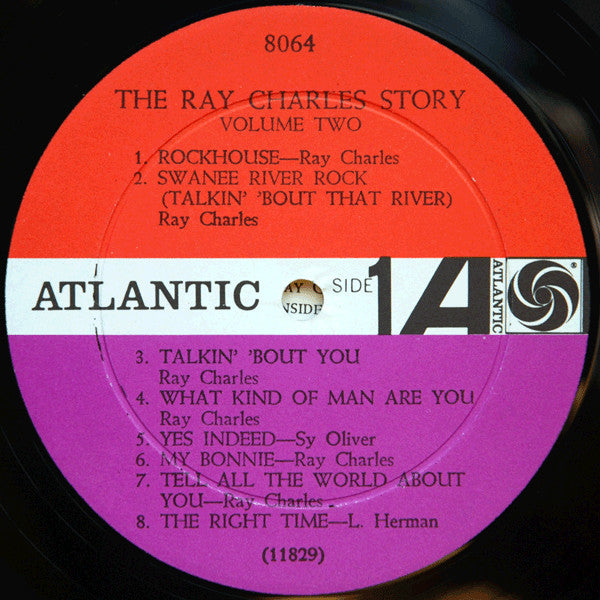 8064
THE RAY CHARLES STORY
VOLUME TWO
1. ROCKHOUSE—Ray Charles
2. SWANEE RIVER ROCK
(TALKIN' 'BOUT THAT RIVER)
Ray Charles
ATLANTIC
SIDE 1
NSIDE
A
ATLANTIC
®
3. TALKIN' 'BOUT YOU
Ray Charles
4. WHAT KIND OF MAN ARE YOU
Ray Charles
5. YES INDEED—Sy Oliver
6. MY BONNIE—Ray Charles
7. TELL ALL THE WORLD ABOUT
YOU—Ray Charles
8. THE RIGHT TIME—L. Herman
(11829)